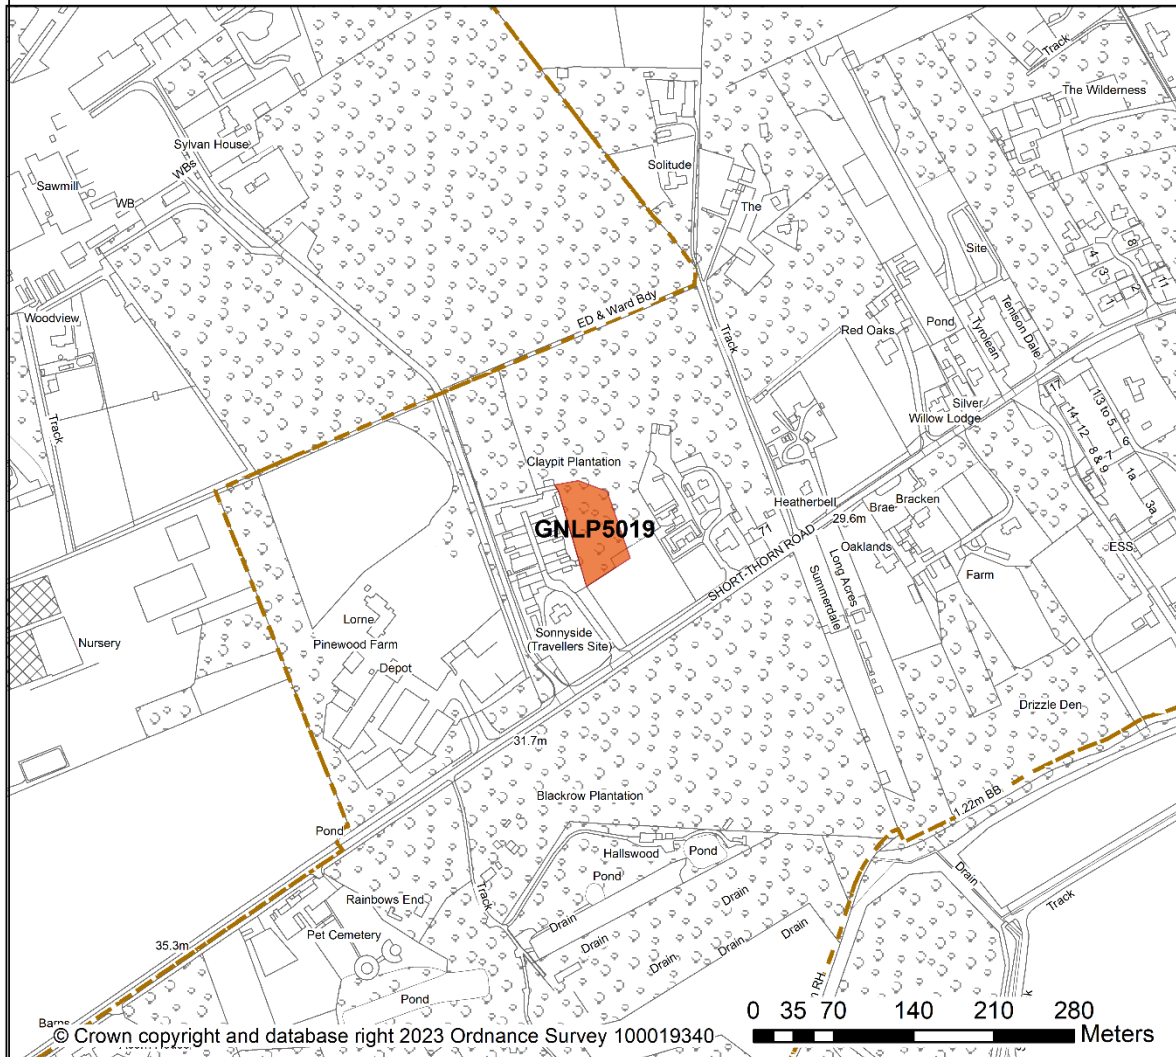 Track
The Wilderness
Sylvan House
WBs
Sawmill
WB
Solitude
The
Site
8
4
3
2
1
11
Woodview
ED & Ward Bdy
Track
Track
Red Oaks
Pond
Tyrolean
Tenison Dale
Silver
Willow Lodge
17
1,3 to 5
14
12
8 & 9
7
6
1a
3a
Claypit Plantation
GNLP5019
Heatherbell
71
29.6m
Brae
Bracken
Oaklands
SHORT-THORN ROAD
Long Acres
Summerdale
Farm
ESS
Nursery
Lorne
Pinewood Farm
Depot
Sonnyside
(Travellers Site)
31.7m
Drizzle Den
Blackrow Plantation
1.22m BB
Pond
Hallswood
Pond
Pond
Track
Drain
Drain
Drain
Drain
Drain
Drain
Drain
Track
Rainbows End
Pet Cemetery
35.3m
Pond
RH
Barns
© Crown copyright and database right 2023 Ordnance Survey 100019340
0 35 70 140 210 280
Meters